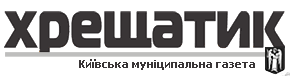 хрещатик
Київська муніципальна газета